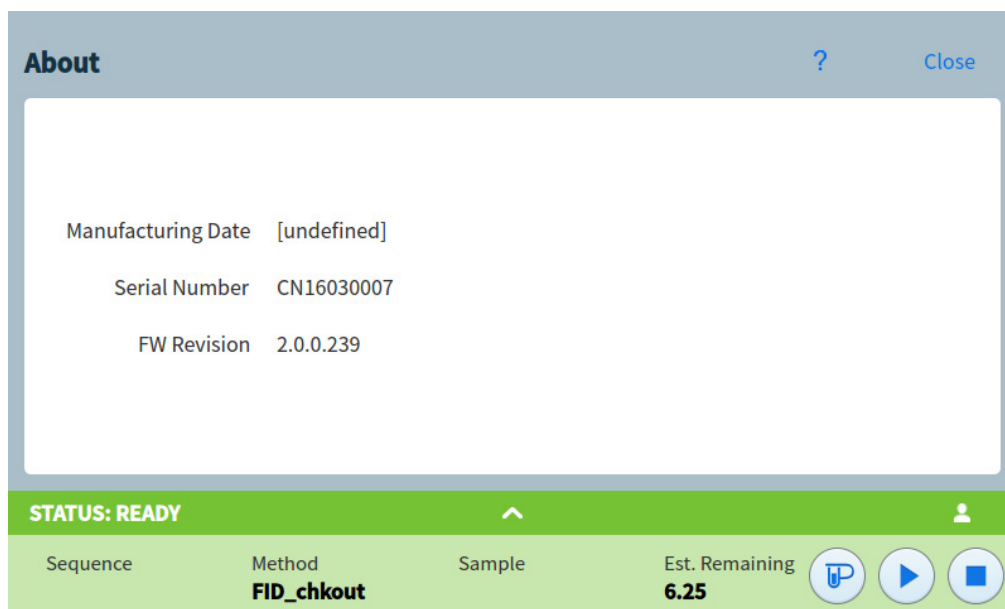 About ? Close
Manufacturing Date [undefined]
Serial Number CN16030007
FW Revision 2.0.0.239
STATUS: READY
Sequence Method Sample Est. Remaining
FID_chkout 6.25